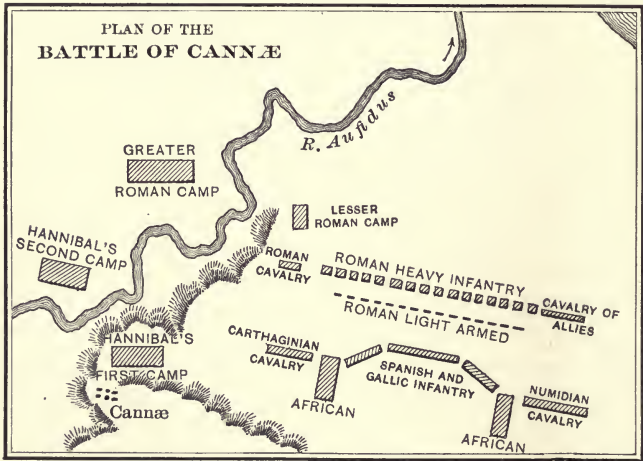 PLAN OF THE
BATTLE OF CANNÆ
R. Aufidus
GREATER
ROMAN CAMP
LESSER
ROMAN CAMP
HANNIBAL'S
SECOND CAMP
ROMAN
CAVALRY
ROMAN HEAVY INFANTRY
CAVALRY OF
ALLIES
ROMAN LIGHT ARMED
HANNIBAL'S
FIRST CAMP
CARTHAGINIAN
CAVALRY
SPANISH AND
GALLIC INFANTRY
AFRICAN
NUMIDIAN
CAVALRY
AFRICAN
Cannæ